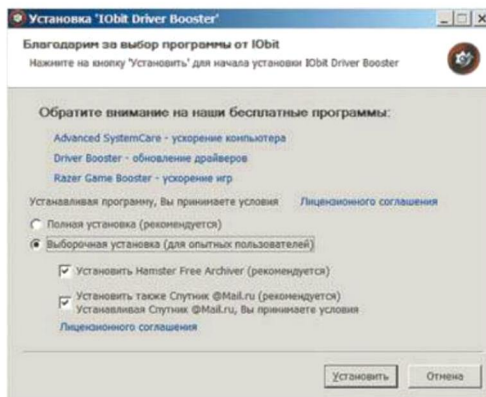 Установка 'IObit Driver Booster'
Благодарим за выбор программы от IObit
Нажмите на кнопку 'Установить' для начала установки IObit Driver Booster
Обратите внимание на наши бесплатные программы:
Advanced SystemCare - ускорение компьютера
Driver Booster - обновление драйверов
Razer Game Booster - ускорение игр
Устанавливая программу, Вы принимаете условия Лицензионного соглашения
Полная установка (рекомендуется)
Выборочная установка (для опытных пользователей)
Установить Hamster Free Archiver (рекомендуется)
Установить также Спутник @Mail.ru (рекомендуется)
Устанавливая Спутник @Mail.ru, Вы принимаете условия
Лицензионного соглашения
Установить Отмена